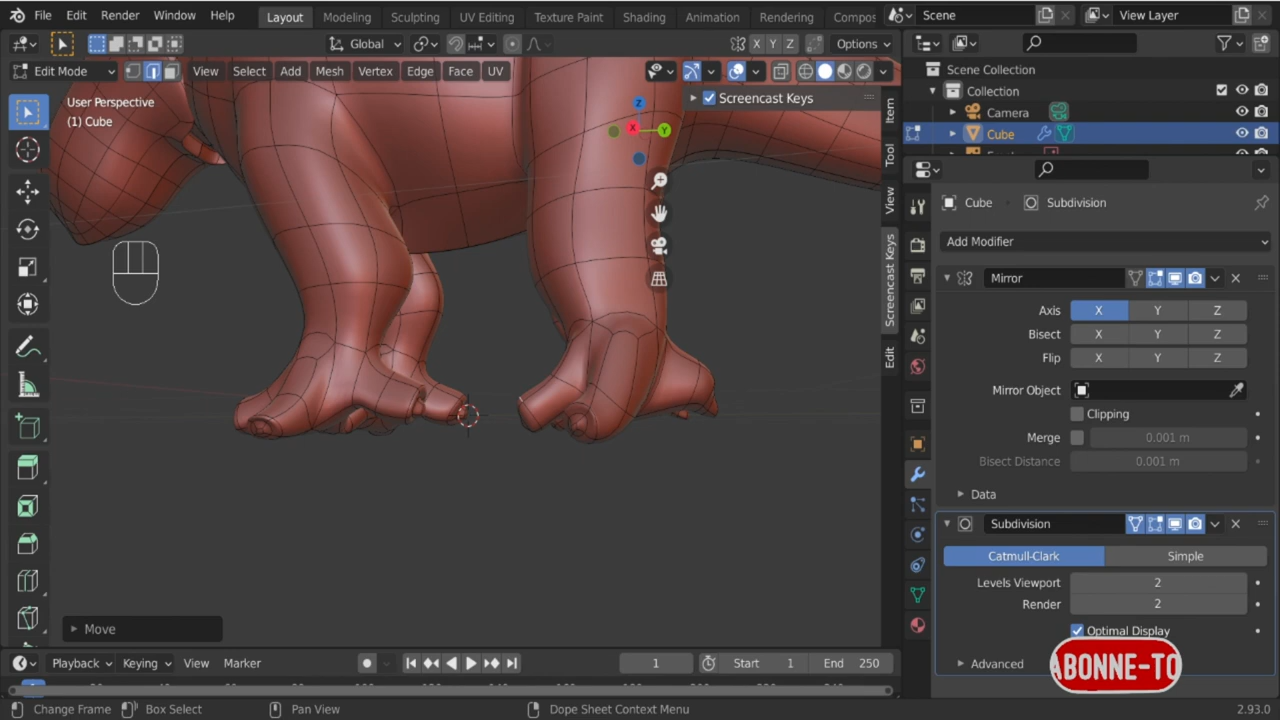 File Edit Render Window Help Layout Modeling Sculpting UV Editing Texture Paint Shading Animation Rendering Compos Scene View Layer
Global X Y Z Options
Edit Mode View Select Add Mesh Vertex Edge Face UV
Scene Collection
Collection
Camera
Cube
User Perspective
(1) Cube
Screencast Keys
Z
X
Y
Item
Tool
View
Screencast Keys
Edit
Cube Subdivision
Add Modifier
Mirror
Axis X Y Z
Bisect X Y Z
Flip X Y Z
Mirror Object
Clipping
Merge 0.001 m
Bisect Distance 0.001 m
Data
Subdivision
Catmull-Clark Simple
Levels Viewport 2
Render 2
Optimal Display
Advanced
ABONNE-TO
Move
Playback Keying View Marker 1 Start 1 End 250
Change Frame Box Select Pan View Dope Sheet Context Menu 2.93.0